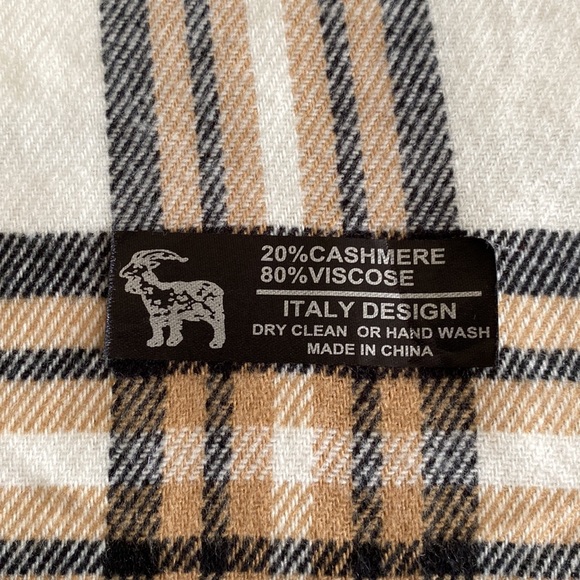 20%CASHMERE
80%VISCOSE
ITALY DESIGN
DRY CLEAN OR HAND WASH
MADE IN CHINA